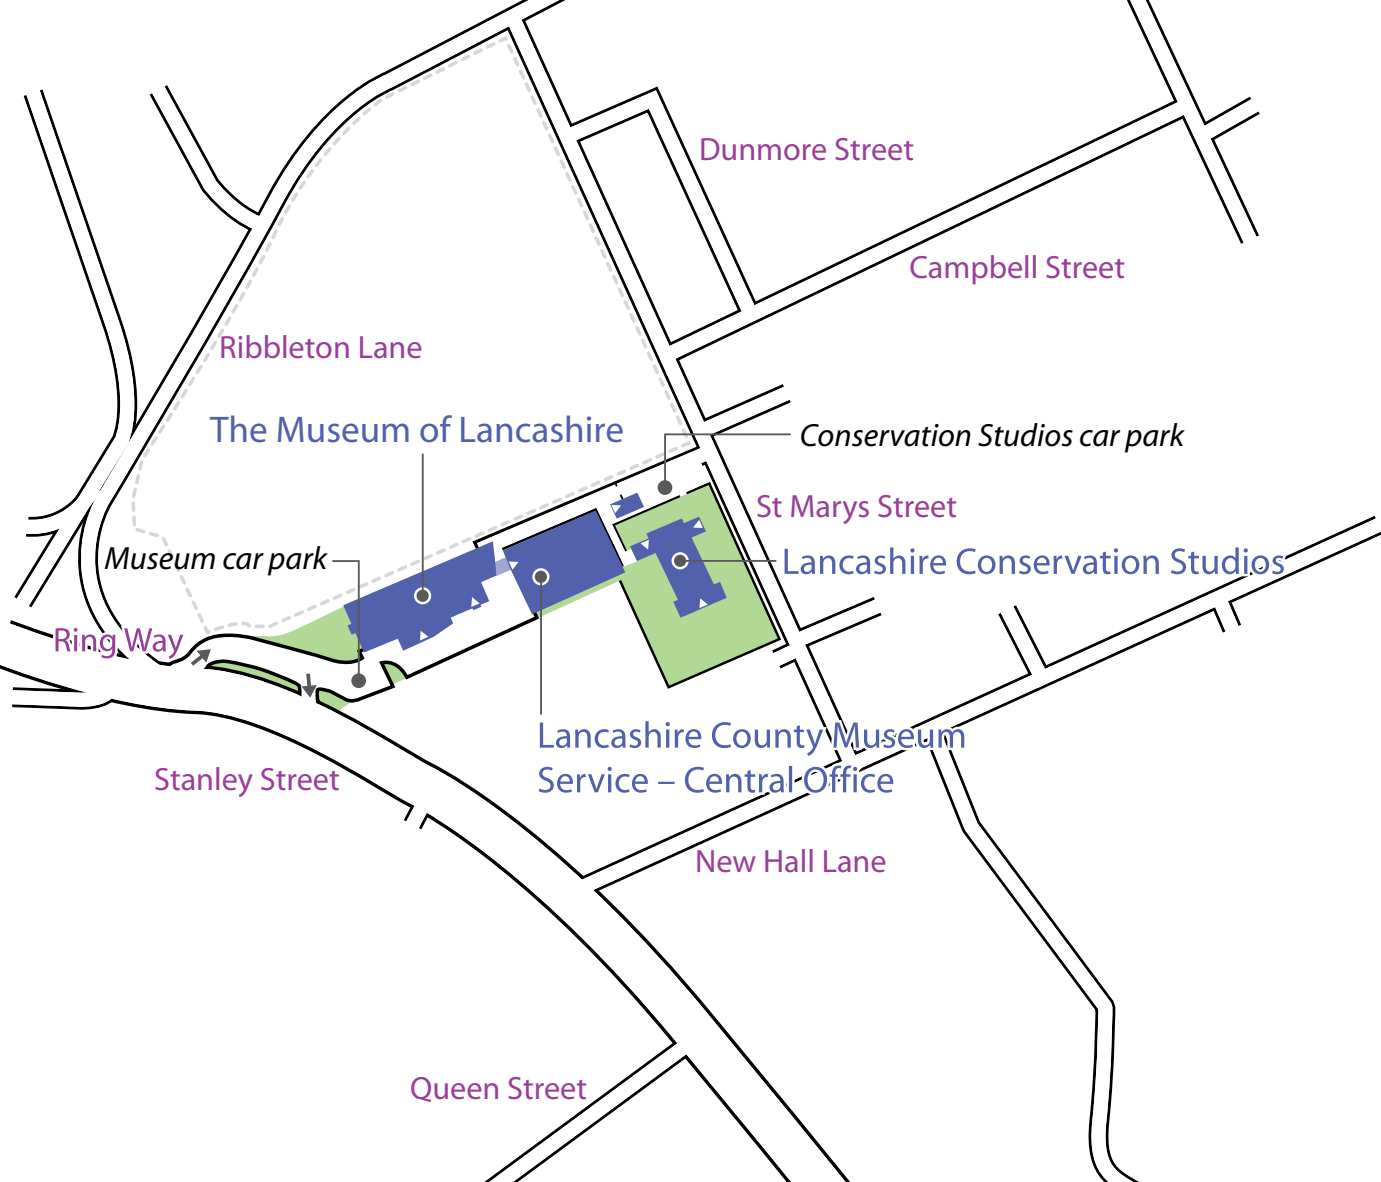 Dunmore Street
Campbell Street
Ribbleton Lane
The Museum of Lancashire
Conservation Studios car park
St Marys Street
Museum car park
Lancashire Conservation Studios
Ring Way
Lancashire County Museum
Service – Central Office
Stanley Street
New Hall Lane
Queen Street